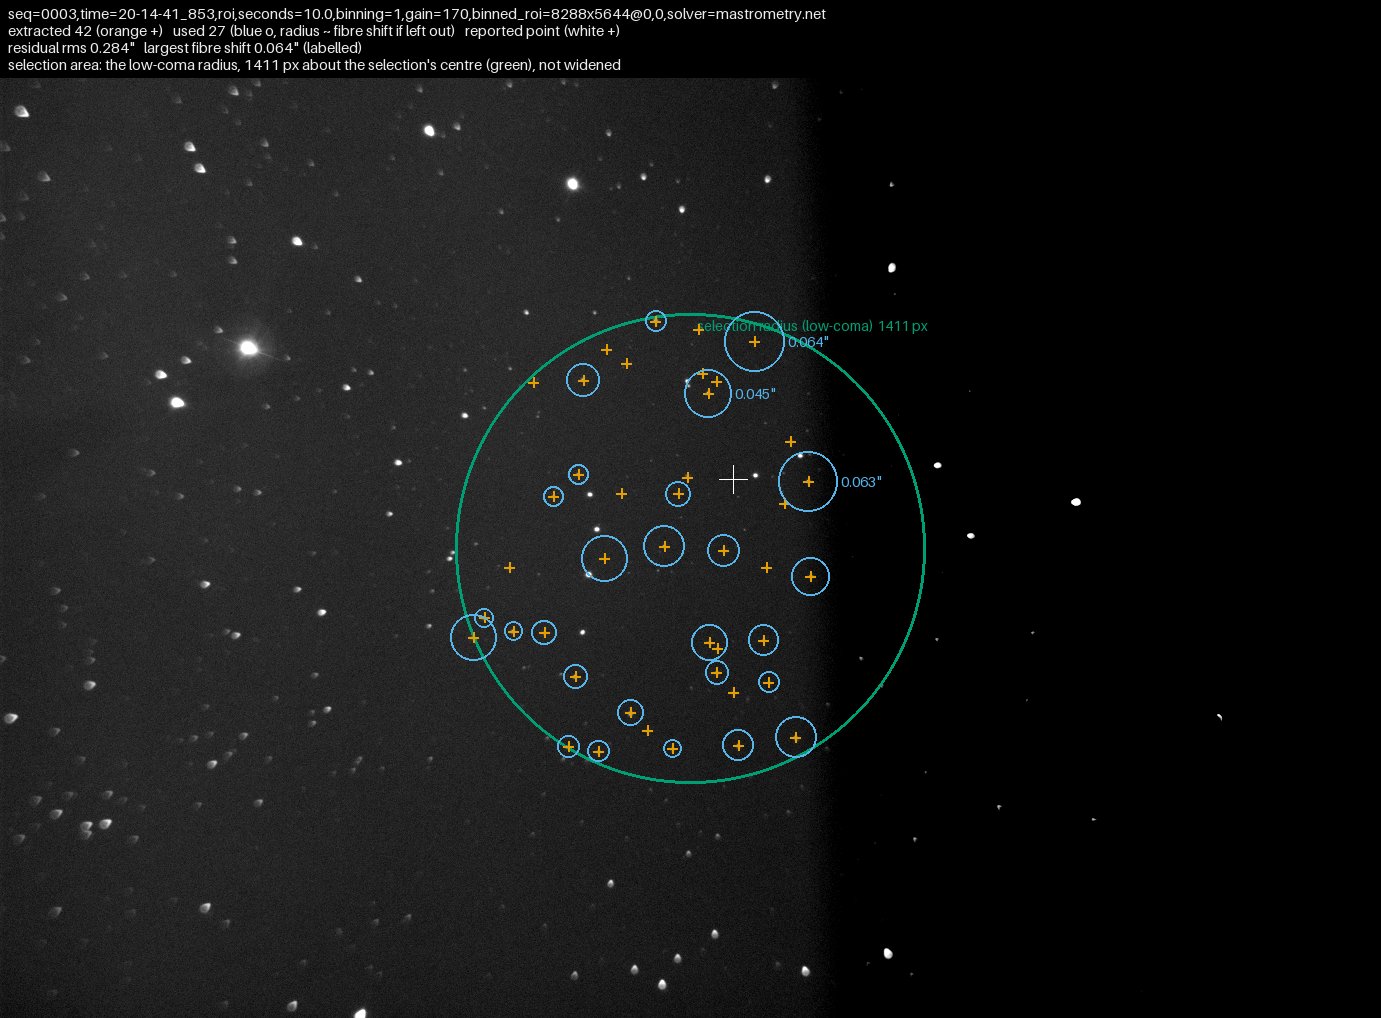 seq=0003,time=20-14-41_853,roi,seconds=10.0,binning=1,gain=170,binned_roi=8288x5644@0,0,solver=mastrometry.net
extracted 42 (orange +)   used 27 (blue o, radius ~ fibre shift if left out)   reported point (white +)
residual rms 0.284"  largest fibre shift 0.064" (labelled)
selection area: the low-coma radius, 1411 px about the selection's centre (green), not widened
selection radius (low-coma) 1411 px
0.064"
0.045"
0.063"